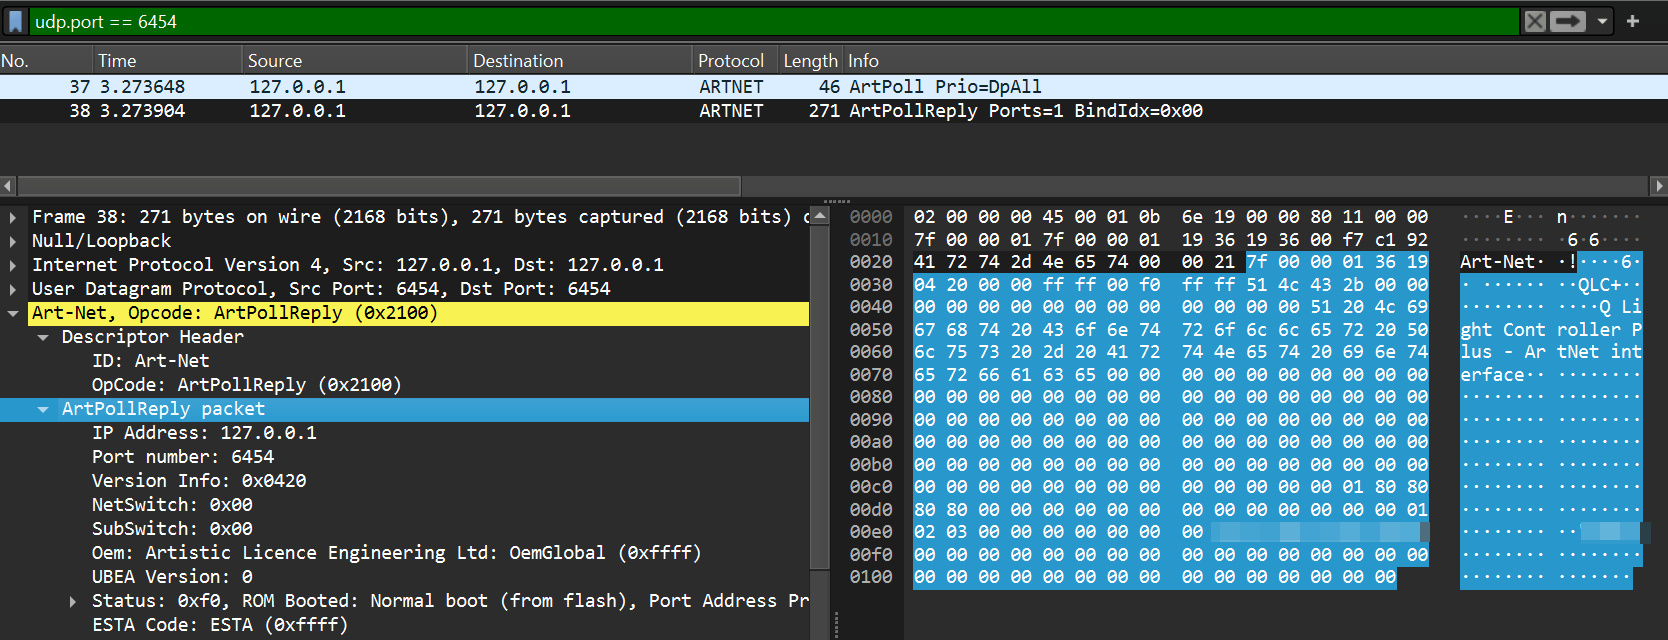 udp.port == 6454
No. Time Source Destination Protocol Length Info
37 3.273648 127.0.0.1 127.0.0.1 ARTNET 46 ArtPoll Prio=DpAll
38 3.273904 127.0.0.1 127.0.0.1 ARTNET 271 ArtPollReply Ports=1 BindIdx=0x00
Frame 38: 271 bytes on wire (2168 bits), 271 bytes captured (2168 bits)
Null/Loopback
Internet Protocol Version 4, Src: 127.0.0.1, Dst: 127.0.0.1
User Datagram Protocol, Src Port: 6454, Dst Port: 6454
Art-Net, Opcode: ArtPollReply (0x2100)
Descriptor Header
ID: Art-Net
OpCode: ArtPollReply (0x2100)
ArtPollReply packet
IP Address: 127.0.0.1
Port number: 6454
Version Info: 0x0420
NetSwitch: 0x00
SubSwitch: 0x00
Oem: Artistic Licence Engineering Ltd: OemGlobal (0xffff)
UBEA Version: 0
Status: 0xf0, ROM Booted: Normal boot (from flash), Port Address Pr
ESTA Code: ESTA (0xffff)
0000 02 00 00 00 45 00 01 0b 6e 19 00 00 80 11 00 00 ····E··· n·······
0010 7f 00 00 01 7f 00 00 01 19 36 19 36 00 f7 c1 92 ········ ·6·6····
0020 41 72 74 2d 4e 65 74 00 00 21 7f 00 00 01 36 19 Art-Net· ·!····6·
0030 04 20 00 00 ff ff 00 f0 ff ff 51 4c 43 2b 00 00 · ······ ··QLC+··
0040 00 00 00 00 00 00 00 00 00 00 00 00 51 20 4c 69 ········ ····Q Li
0050 67 68 74 20 43 6f 6e 74 72 6f 6c 6c 65 72 20 50 ght Cont roller P
0060 6c 75 73 20 2d 20 41 72 74 4e 65 74 20 69 6e 74 lus - Ar tNet int
0070 65 72 66 61 63 65 00 00 00 00 00 00 00 00 00 00 erface·· ········
0080 00 00 00 00 00 00 00 00 00 00 00 00 00 00 00 00 ········ ········
0090 00 00 00 00 00 00 00 00 00 00 00 00 00 00 00 00 ········ ········
00a0 00 00 00 00 00 00 00 00 00 00 00 00 00 00 00 00 ········ ········
00b0 00 00 00 00 00 00 00 00 00 00 00 00 00 00 00 00 ········ ········
00c0 00 00 00 00 00 00 00 00 00 00 00 00 00 01 80 80 ········ ········
00d0 80 80 00 00 00 00 00 00 00 00 00 00 00 00 00 01 ········ ········
00e0 02 03 00 00 00 00 00 00 00 ········ ·
00f0 00 00 00 00 00 00 00 00 00 00 00 00 00 00 00 00 ········ ········
0100 00 00 00 00 00 00 00 00 00 00 00 00 00 00 00 ········ ·······